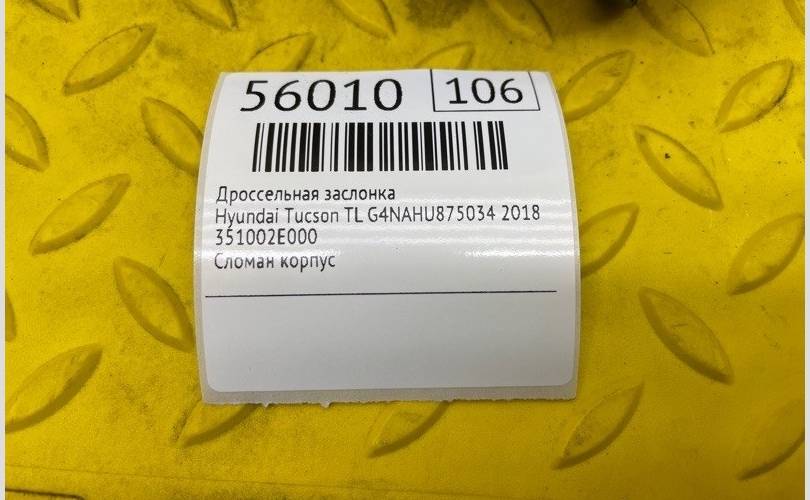 56010 106
Дроссельная заслонка
Hyundai Tucson TL G4NAHU875034 2018
351002E000
Сломан корпус